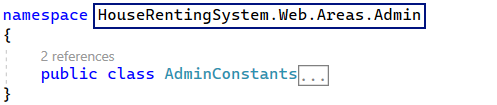 namespace HouseRentingSystem.Web.Areas.Admin
{
2 references
public class AdminConstants...
}